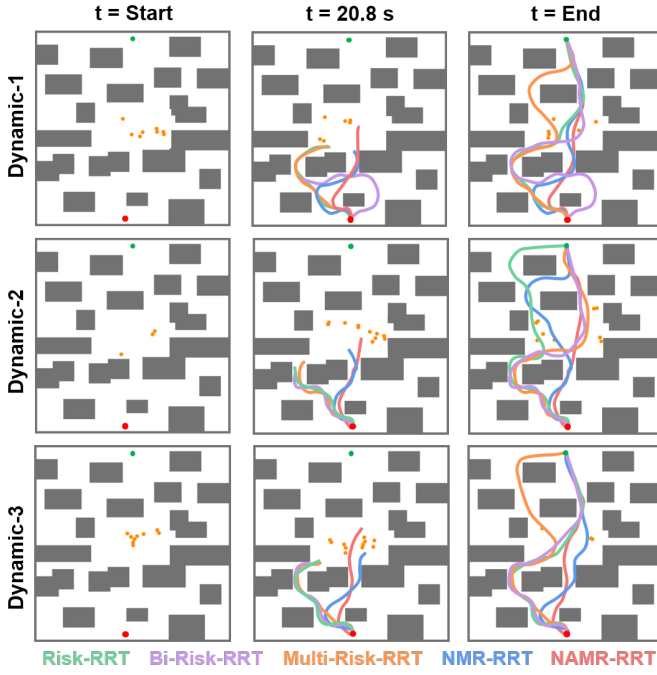 t = Start t = 20.8 s t = End
Dynamic-1
Dynamic-2
Dynamic-3
Risk-RRT Bi-Risk-RRT Multi-Risk-RRT NMR-RRT NAMR-RRT